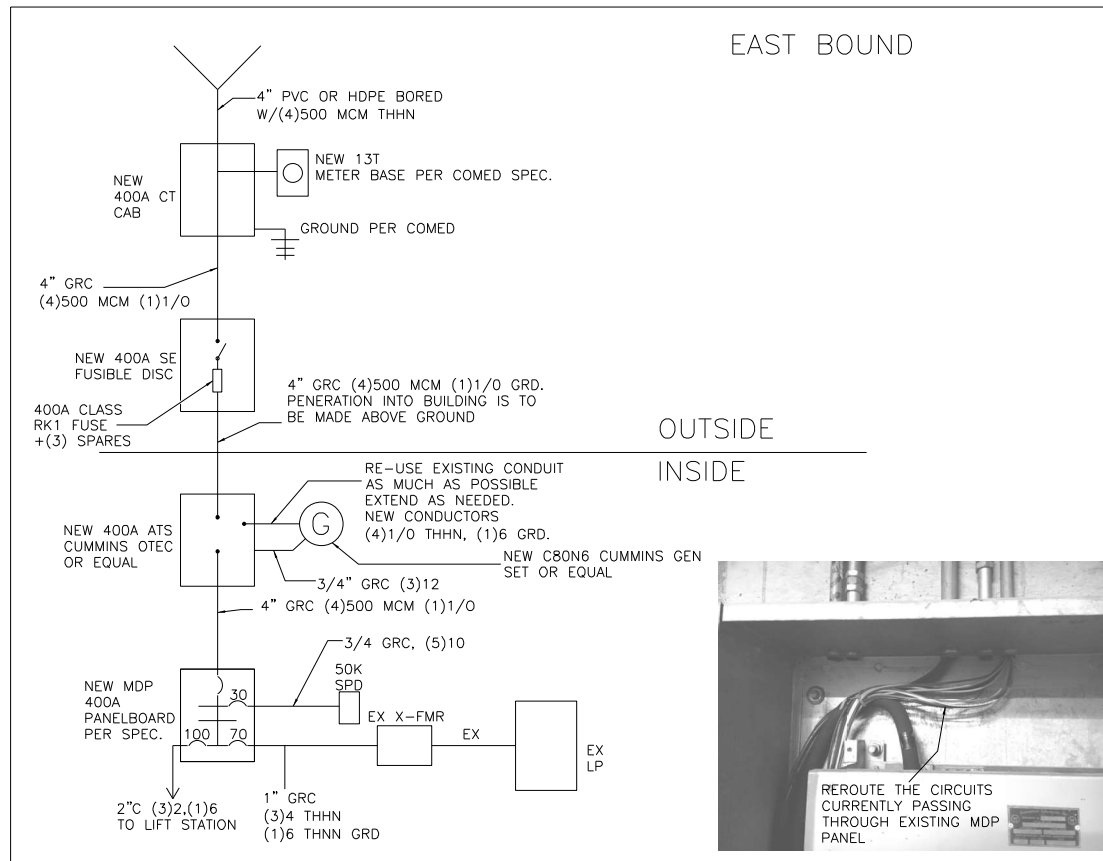 EAST BOUND
4" PVC OR HDPE BORED
W/(4)500 MCM THHN
NEW 13T
METER BASE PER COMED SPEC.
NEW
400A CT
CAB
GROUND PER COMED
4" GRC
(4)500 MCM (1)1/0
NEW 400A SE
FUSIBLE DISC
400A CLASS
RK1 FUSE
+(3) SPARES
4" GRC (4)500 MCM (1)1/0 GRD.
PENERATION INTO BUILDING IS TO
BE MADE ABOVE GROUND
OUTSIDE
INSIDE
RE-USE EXISTING CONDUIT
AS MUCH AS POSSIBLE
EXTEND AS NEEDED.
NEW CONDUCTORS
(4)1/0 THHN, (1)6 GRD.
G
NEW 400A ATS
CUMMINS OTEC
OR EQUAL
NEW C80N6 CUMMINS GEN
SET OR EQUAL
3/4" GRC (3)12
4" GRC (4)500 MCM (1)1/0
3/4 GRC, (5)10
50K
SPD
NEW MDP
400A
PANELBOARD
PER SPEC.
30
100
70
EX X-FMR
EX
EX
LP
2"C (3)2,(1)6
TO LIFT STATION
1" GRC
(3)4 THHN
(1)6 THNN GRD
REROUTE THE CIRCUITS
CURRENTLY PASSING
THROUGH EXISTING MDP
PANEL